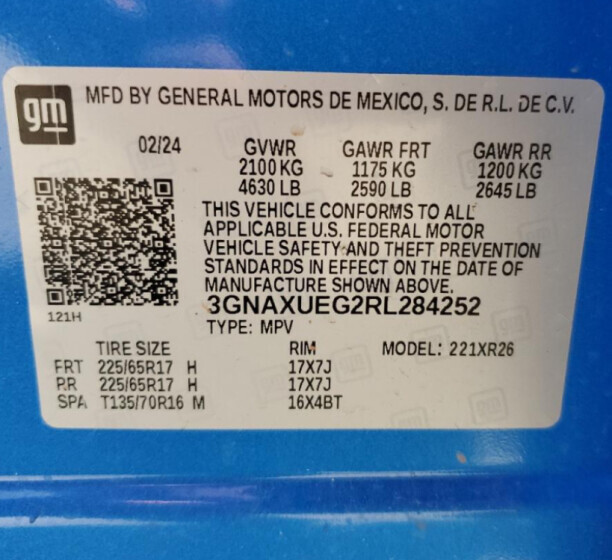 gm
MFD BY GENERAL MOTORS DE MEXICO, S. DE R.L. DE C.V.
02/24 GVWR GAWR FRT GAWR RR
2100 KG 1175 KG 1200 KG
4630 LB 2590 LB 2645 LB
THIS VEHICLE CONFORMS TO ALL
APPLICABLE U.S. FEDERAL MOTOR
VEHICLE SAFETY AND THEFT PREVENTION
STANDARDS IN EFFECT ON THE DATE OF
MANUFACTURE SHOWN ABOVE.
3GNAXUEG2RL284252
121H
TYPE: MPV
TIRE SIZE RIM MODEL: 221XR26
FRT 225/65R17 H 17X7J
RR 225/65R17 H 17X7J
SPA T135/70R16 M 16X4BT